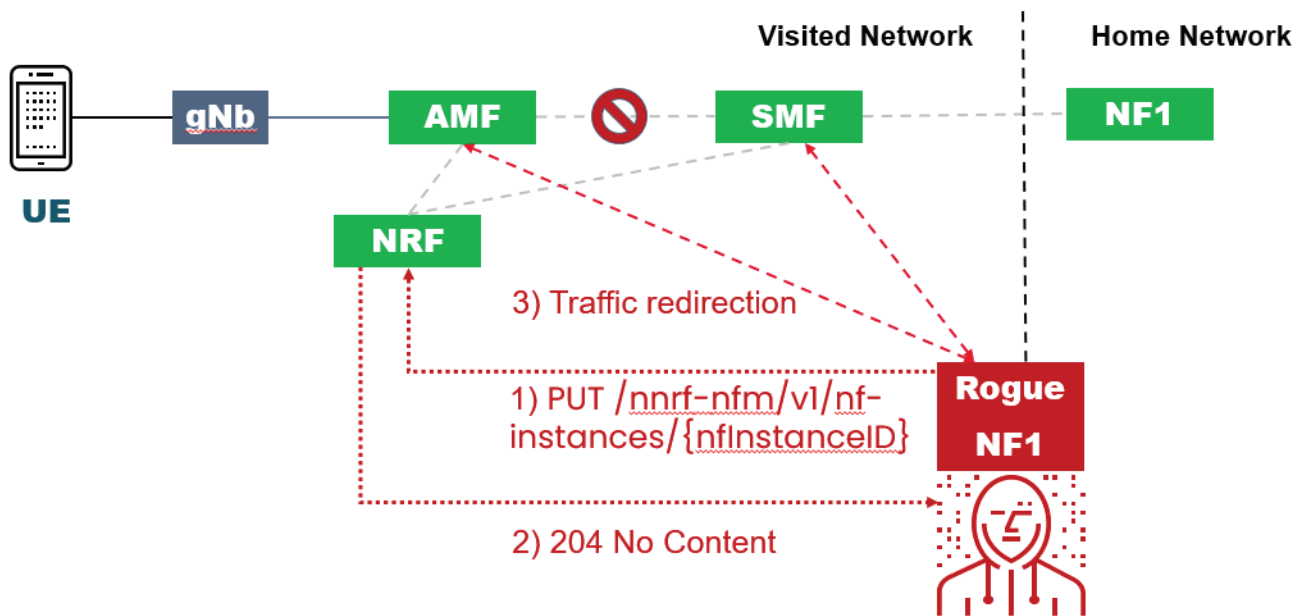 Visited Network
Home Network
gNb
AMF
SMF
NF1
UE
NRF
3) Traffic redirection
1) PUT /nnrf-nfm/v1/nf-
instances/{nfInstanceID}
Rogue
NF1
2) 204 No Content